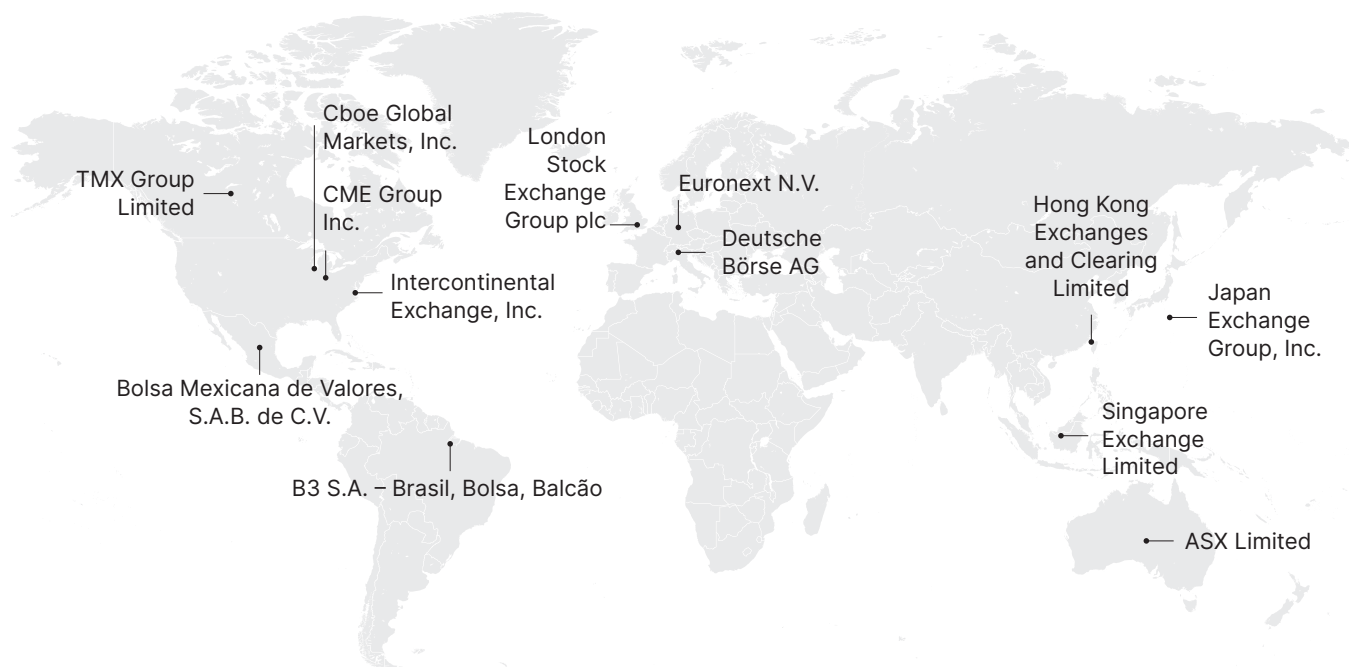 Cboe Global
Markets, Inc.
London
Stock
Exchange
Group plc
TMX Group
Limited
CME Group
Inc.
Euronext N.V.
Hong Kong
Exchanges
and Clearing
Limited
Deutsche
Börse AG
Intercontinental
Exchange, Inc.
Japan
Exchange
Group, Inc.
Bolsa Mexicana de Valores,
S.A.B. de C.V.
Singapore
Exchange
Limited
B3 S.A. – Brasil, Bolsa, Balcão
ASX Limited